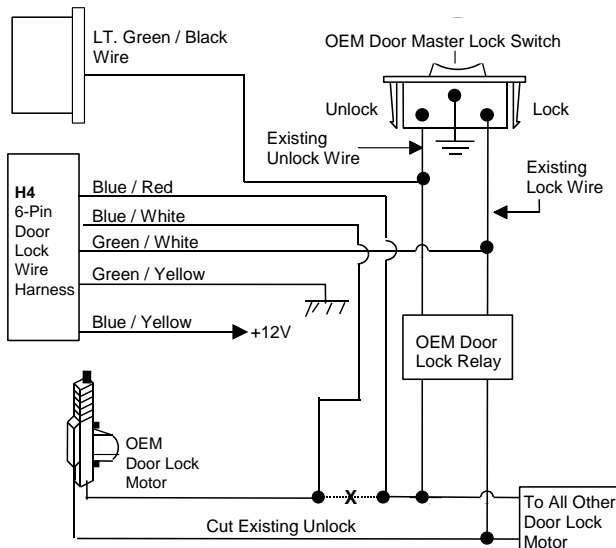 LT. Green / Black
Wire
OEM Door Master Lock Switch
Unlock
Lock
Existing
Unlock Wire
Existing
Lock Wire
H4
6-Pin
Door
Lock
Wire
Harness
Blue / Red
Blue / White
Green / White
Green / Yellow
Blue / Yellow
+12V
OEM Door
Lock Relay
OEM
Door Lock
Motor
X
Cut Existing Unlock
To All Other
Door Lock
Motor